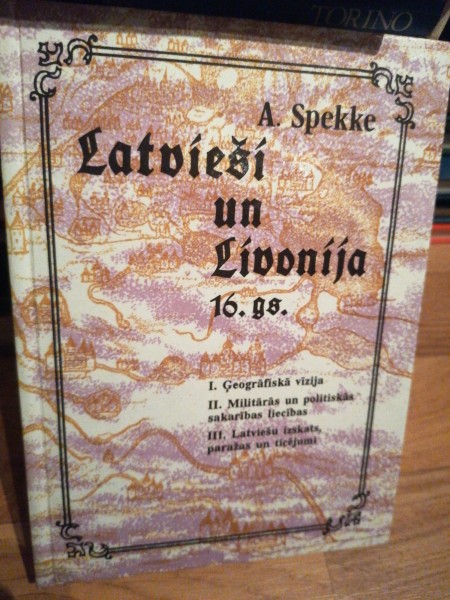 TORINO
A. Spekke
Latvieši
un
Livonija
16. gs.
I. Ģeogrāfiskā vīzija
II. Militārās un politiskās
sakarības liecības
III. Latviešu izskats,
paražas un ticējumi